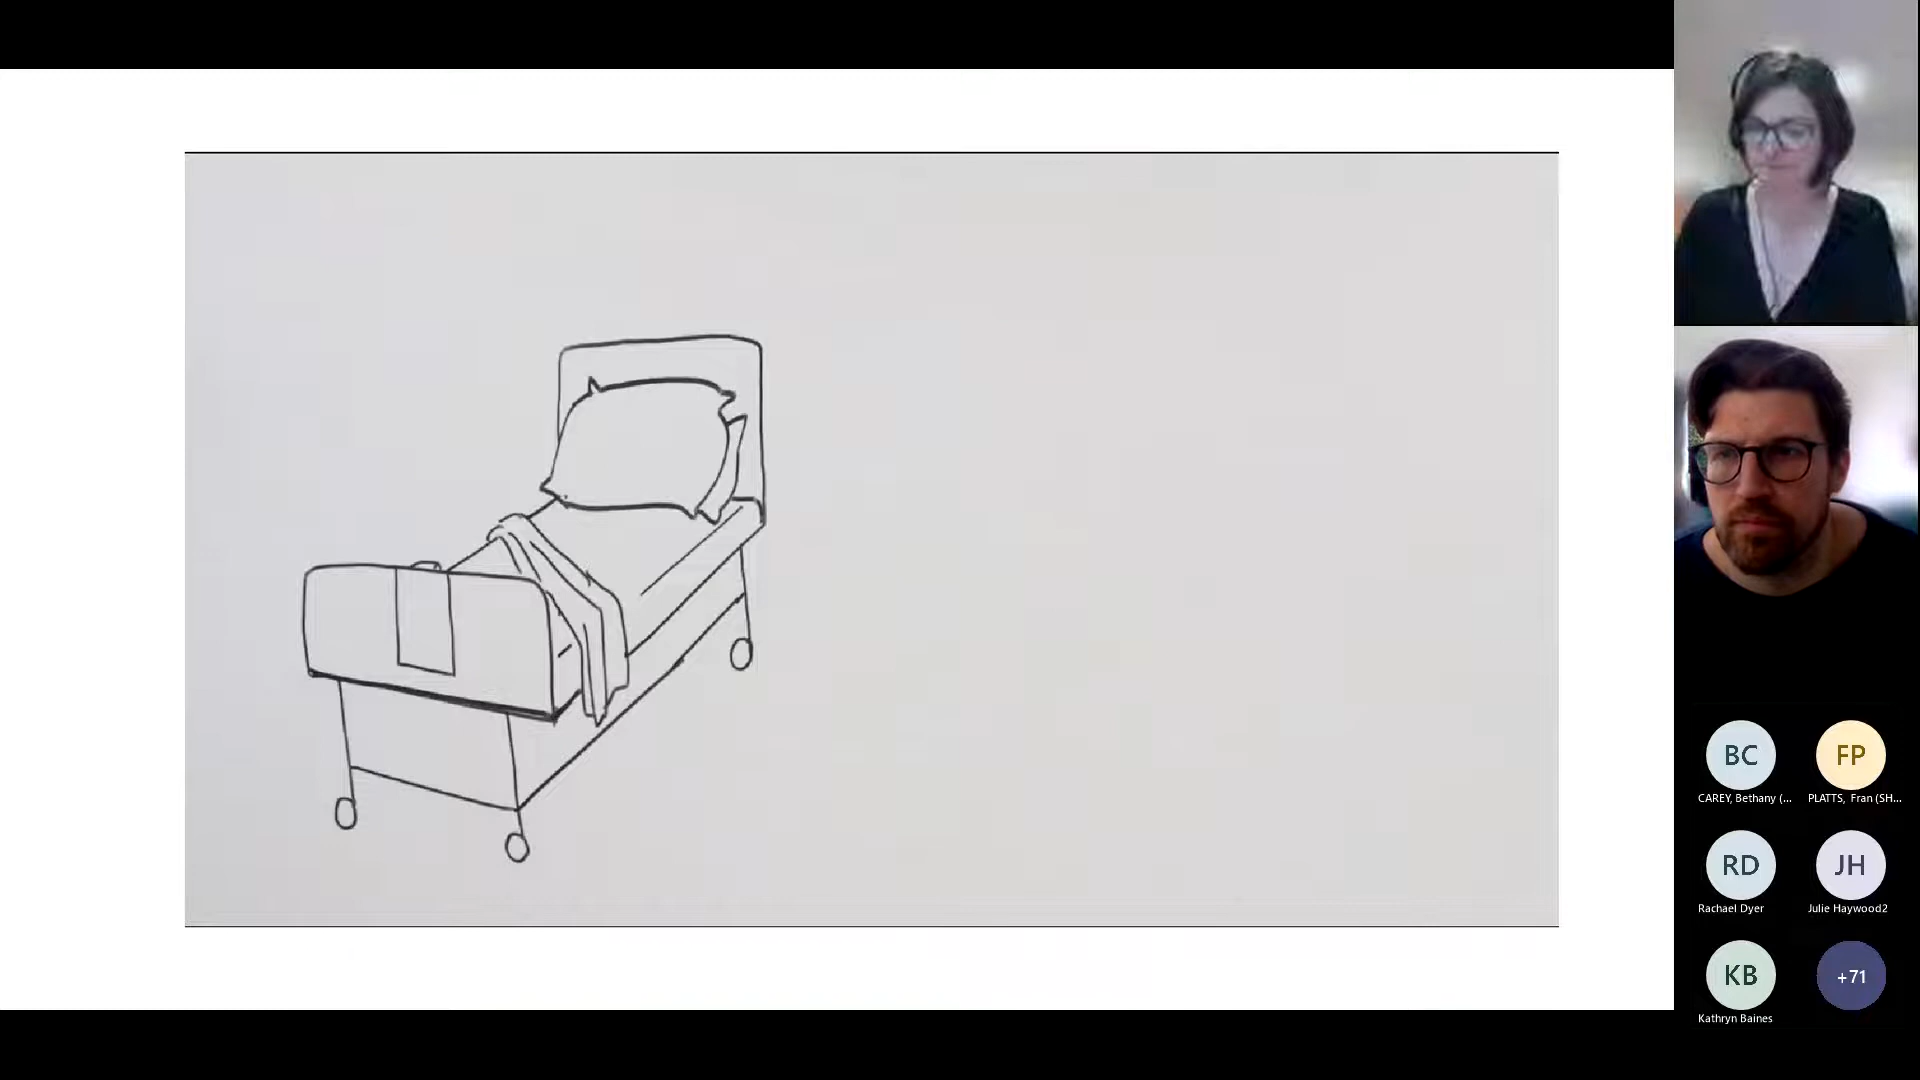 BC
FP
CAREY, Bethany (...
PLATTS, Fran (SH...
RD
JH
Rachael Dyer
Julie Haywood2
KB
+71
Kathryn Baines